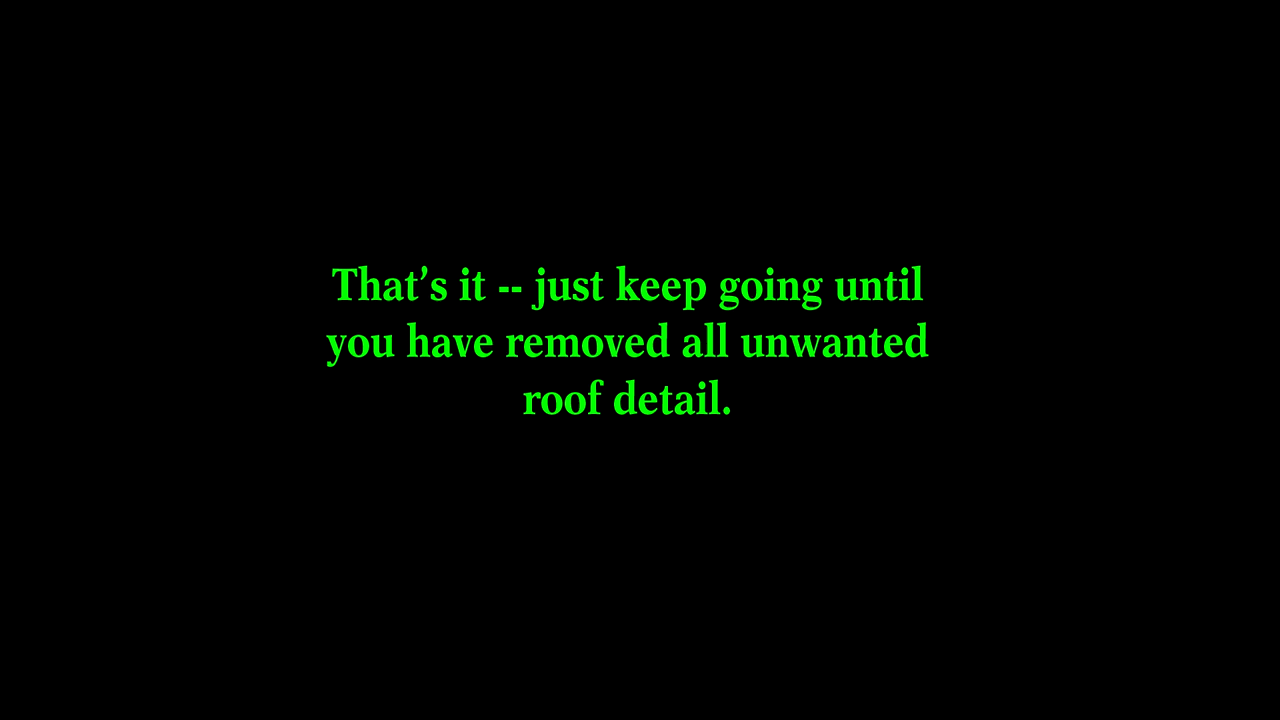 That’s it -- just keep going until
you have removed all unwanted
roof detail.